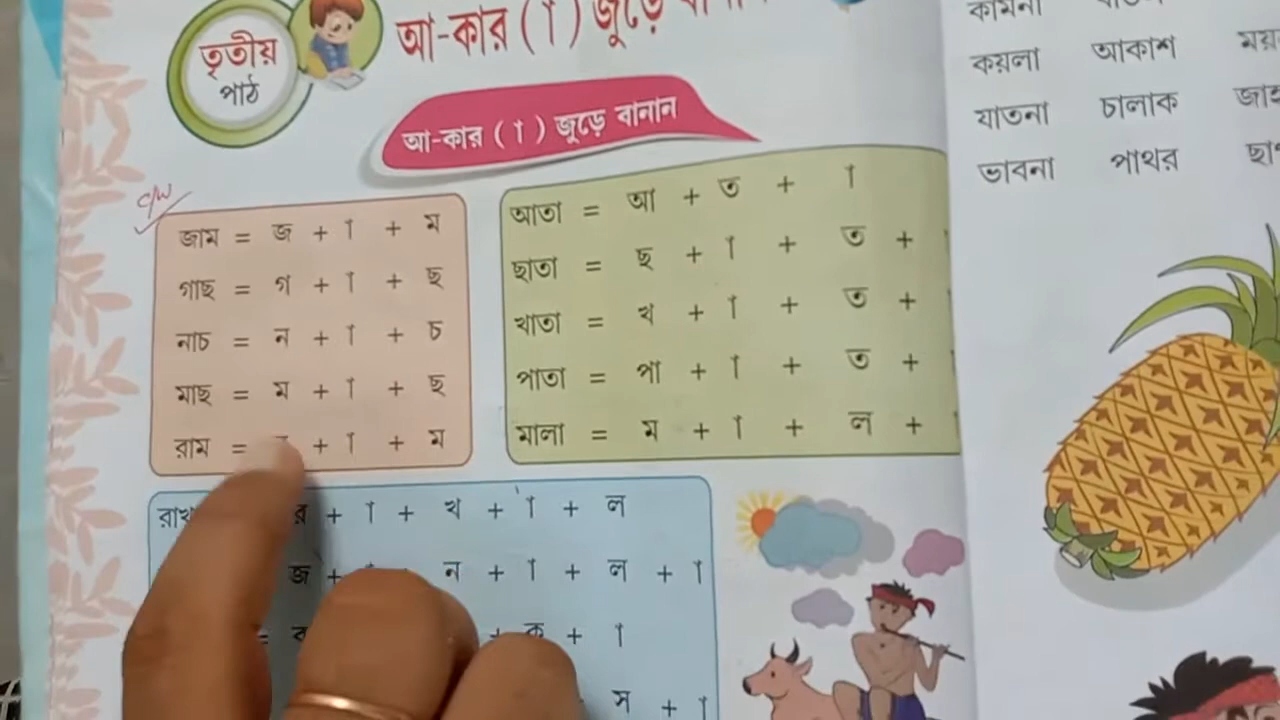 তৃতীয়
পাঠ
আ-কার ( া ) জুড়ে
আ-কার ( া ) জুড়ে বানান
c/w
জাম = জ + া + ম
গাছ = গ + া + ছ
নাচ = ন + া + চ
মাছ = ম + া + ছ
রাম = + া + ম
আতা = আ + ত + া
ছাতা = ছ + া + ত +
খাতা = খ + া + ত +
পাতা = পা + া + ত +
মালা = ম + া + ল +
র + া + খ + া + ল
জ + ন + া + ল + া
= + ক + া
স + া
কয়লা আকাশ
যাতনা চালাক
ভাবনা পাথর